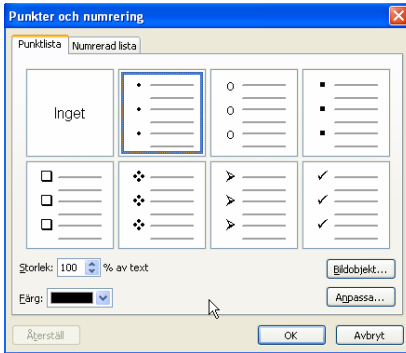 Punkter och numrering
Punktlista Numrerad lista
Inget
Storlek: 100 % av text
Bildobjekt...
Färg:
Anpassa...
Återställ OK Avbryt